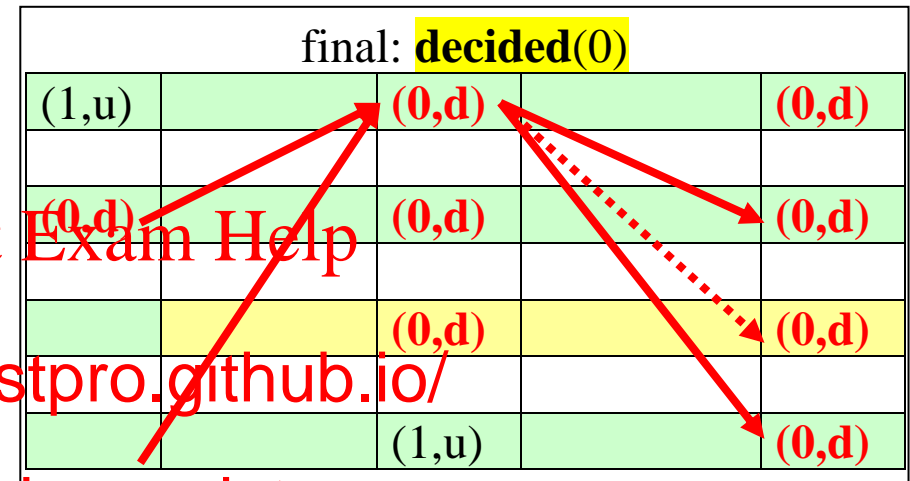 final: decided(0)
(1,u) (0,d) (0,d)
(0,d) (0,d) (0,d)
Exam Help
(0,d) (0,d)
stpro.github.io/
(1,u) (0,d)